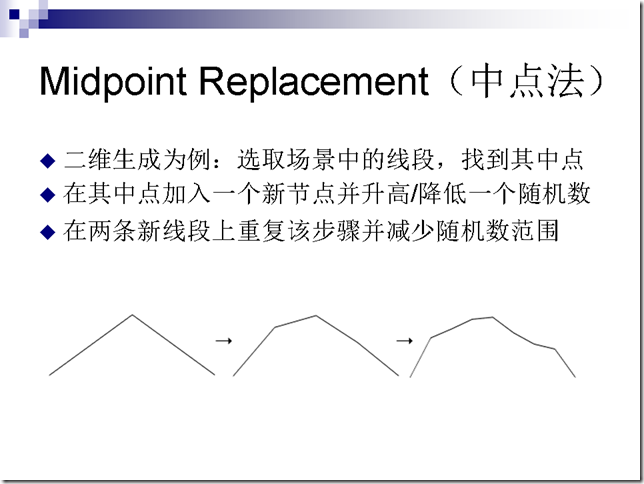 Midpoint Replacement（中点法）
◆ 二维生成为例：选取场景中的线段，找到其中点
◆ 在其中点加入一个新节点并升高/降低一个随机数
◆ 在两条新线段上重复该步骤并减少随机数范围
→ →